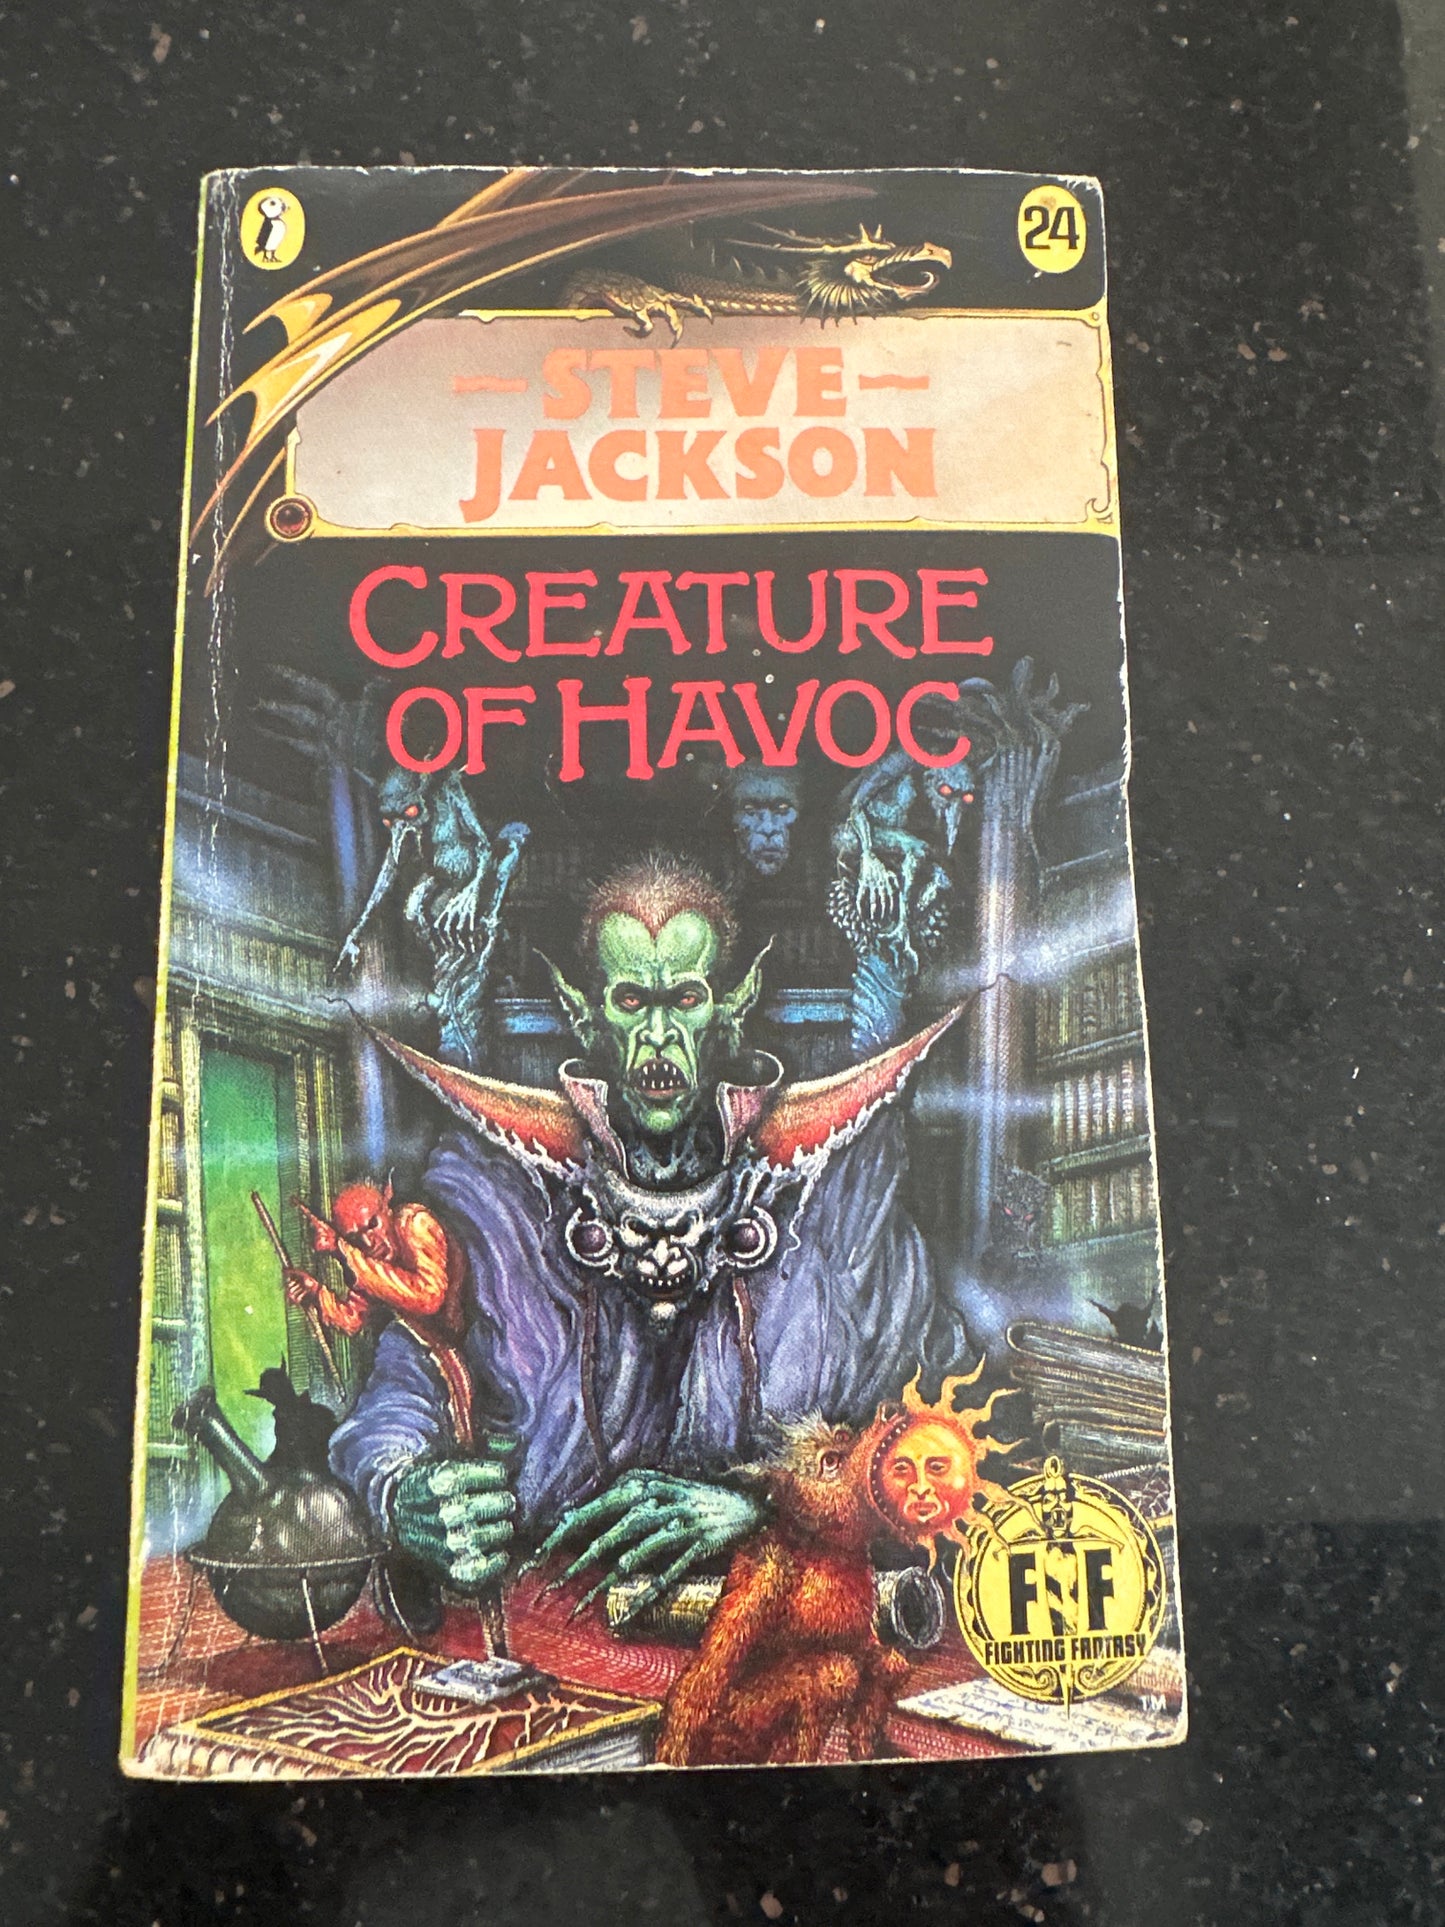 24
STEVE
JACKSON
CREATURE
OF HAVOC
FF
FIGHTING FANTASY
TM